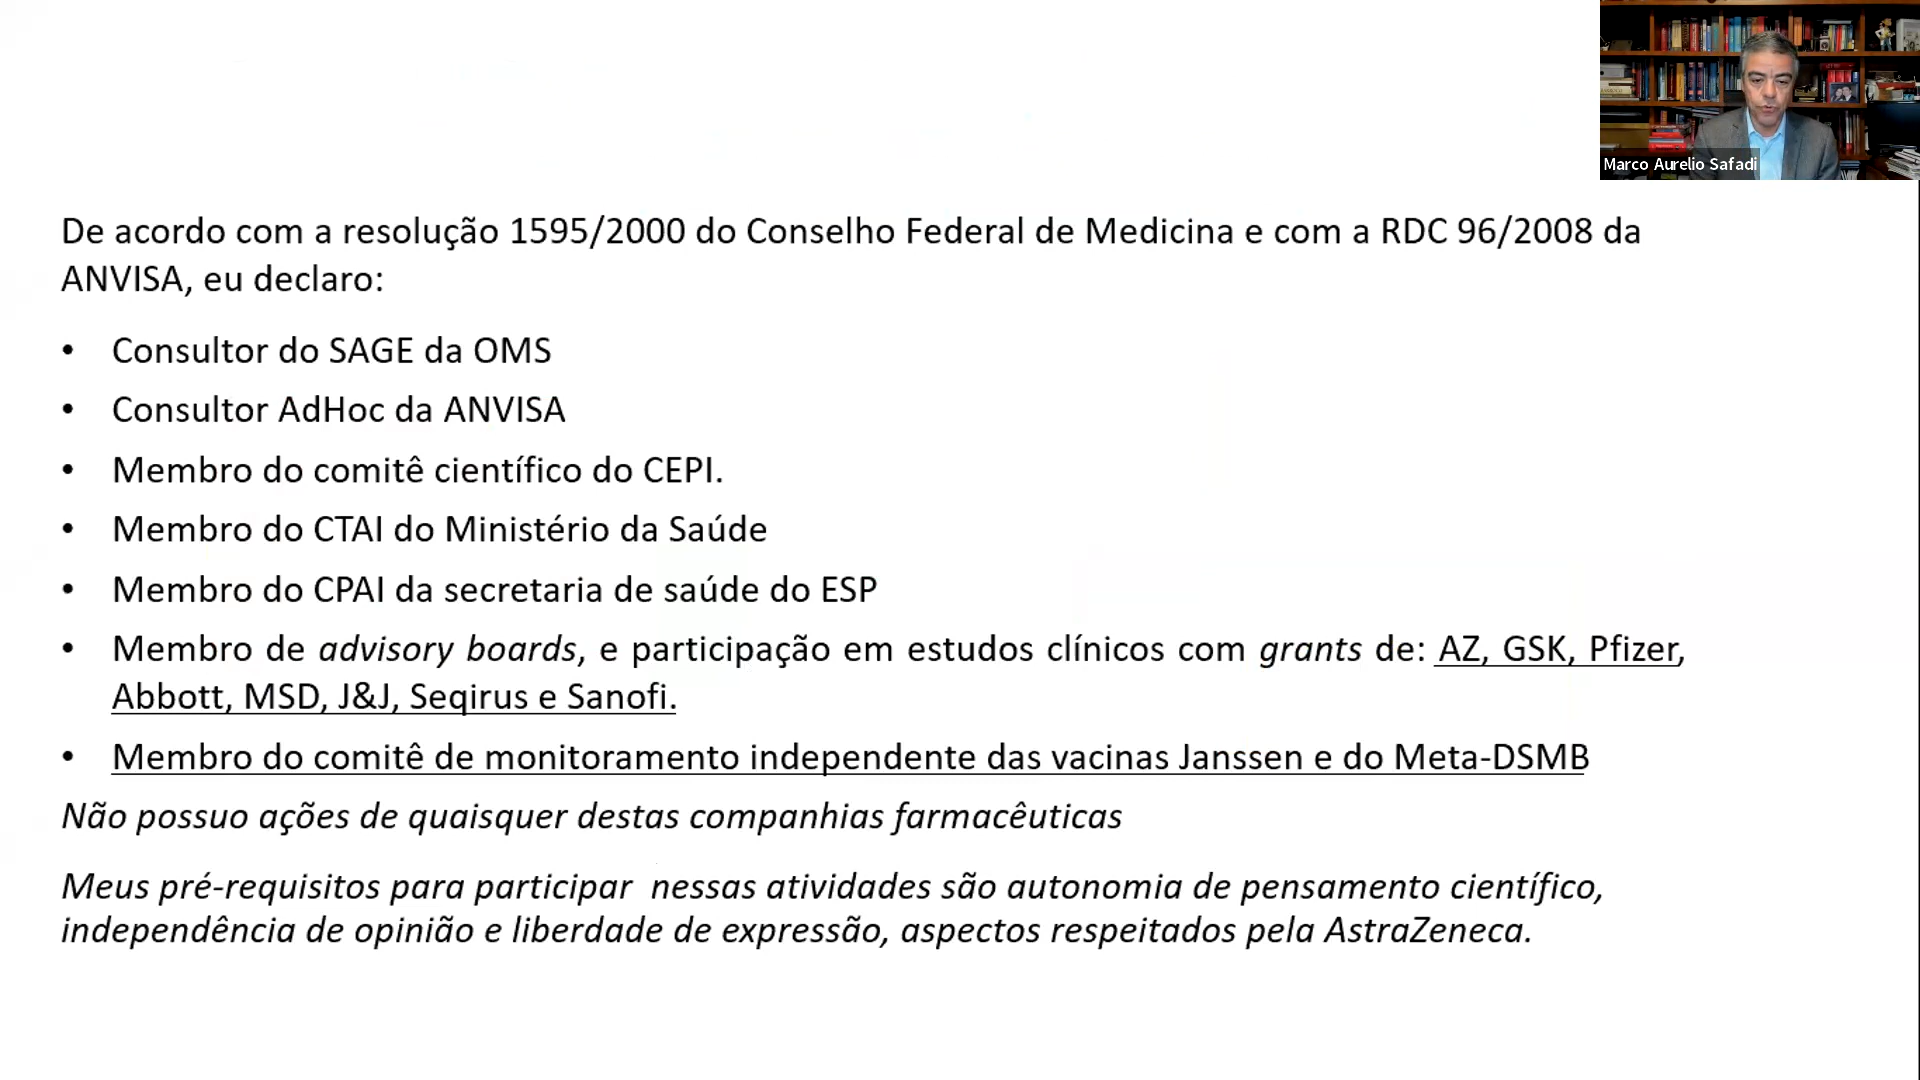 Marco Aurelio Safadi
De acordo com a resolução 1595/2000 do Conselho Federal de Medicina e com a RDC 96/2008 da
ANVISA, eu declaro:
• Consultor do SAGE da OMS
• Consultor AdHoc da ANVISA
• Membro do comitê científico do CEPI.
• Membro do CTAI do Ministério da Saúde
• Membro do CPAI da secretaria de saúde do ESP
• Membro de advisory boards, e participação em estudos clínicos com grants de: AZ, GSK, Pfizer,
Abbott, MSD, J&J, Seqirus e Sanofi.
• Membro do comitê de monitoramento independente das vacinas Janssen e do Meta-DSMB
Não possuo ações de quaisquer destas companhias farmacêuticas
Meus pré-requisitos para participar nessas atividades são autonomia de pensamento científico,
independência de opinião e liberdade de expressão, aspectos respeitados pela AstraZeneca.